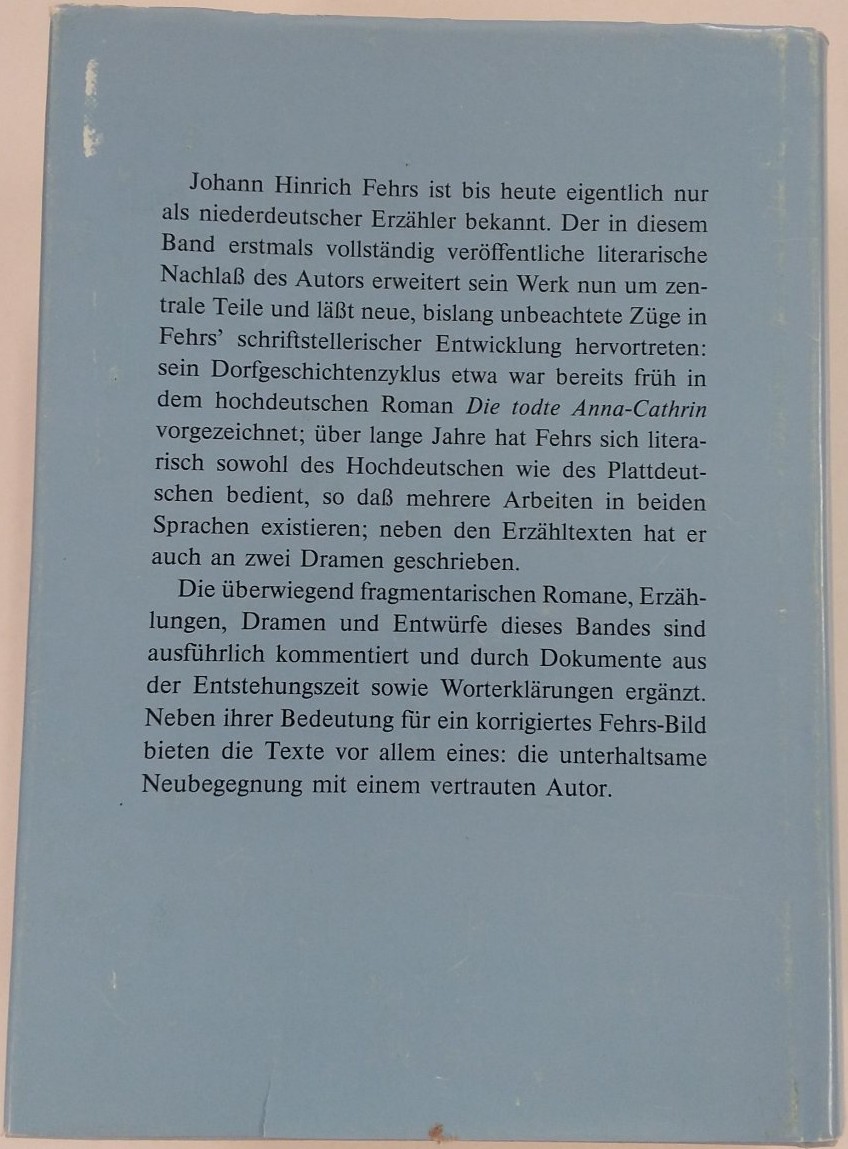 Johann Hinrich Fehrs ist bis heute eigentlich nur
als niederdeutscher Erzähler bekannt. Der in diesem
Band erstmals vollständig veröffentliche literarische
Nachlaß des Autors erweitert sein Werk nun um zen-
trale Teile und läßt neue, bislang unbeachtete Züge in
Fehrs’ schriftstellerischer Entwicklung hervortreten:
sein Dorfgeschichtenzyklus etwa war bereits früh in
dem hochdeutschen Roman Die todte Anna-Cathrin
vorgezeichnet; über lange Jahre hat Fehrs sich litera-
risch sowohl des Hochdeutschen wie des Plattdeut-
schen bedient, so daß mehrere Arbeiten in beiden
Sprachen existieren; neben den Erzähltexten hat er
auch an zwei Dramen geschrieben.
Die überwiegend fragmentarischen Romane, Erzäh-
lungen, Dramen und Entwürfe dieses Bandes sind
ausführlich kommentiert und durch Dokumente aus
der Entstehungszeit sowie Worterklärungen ergänzt.
Neben ihrer Bedeutung für ein korrigiertes Fehrs-Bild
bieten die Texte vor allem eines: die unterhaltsame
Neubegegnung mit einem vertrauten Autor.